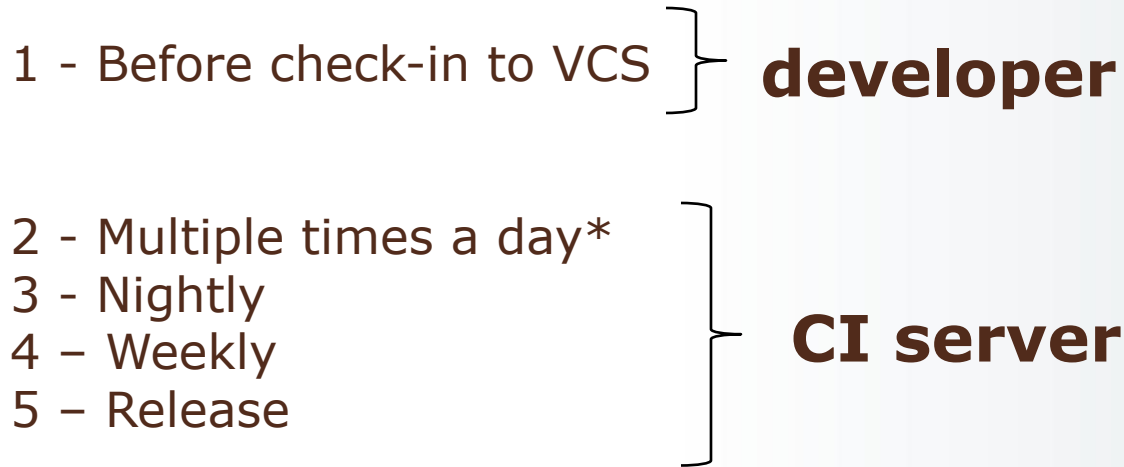 1 - Before check-in to VCS
developer
2 - Multiple times a day*
3 - Nightly
4 – Weekly
5 – Release
CI server